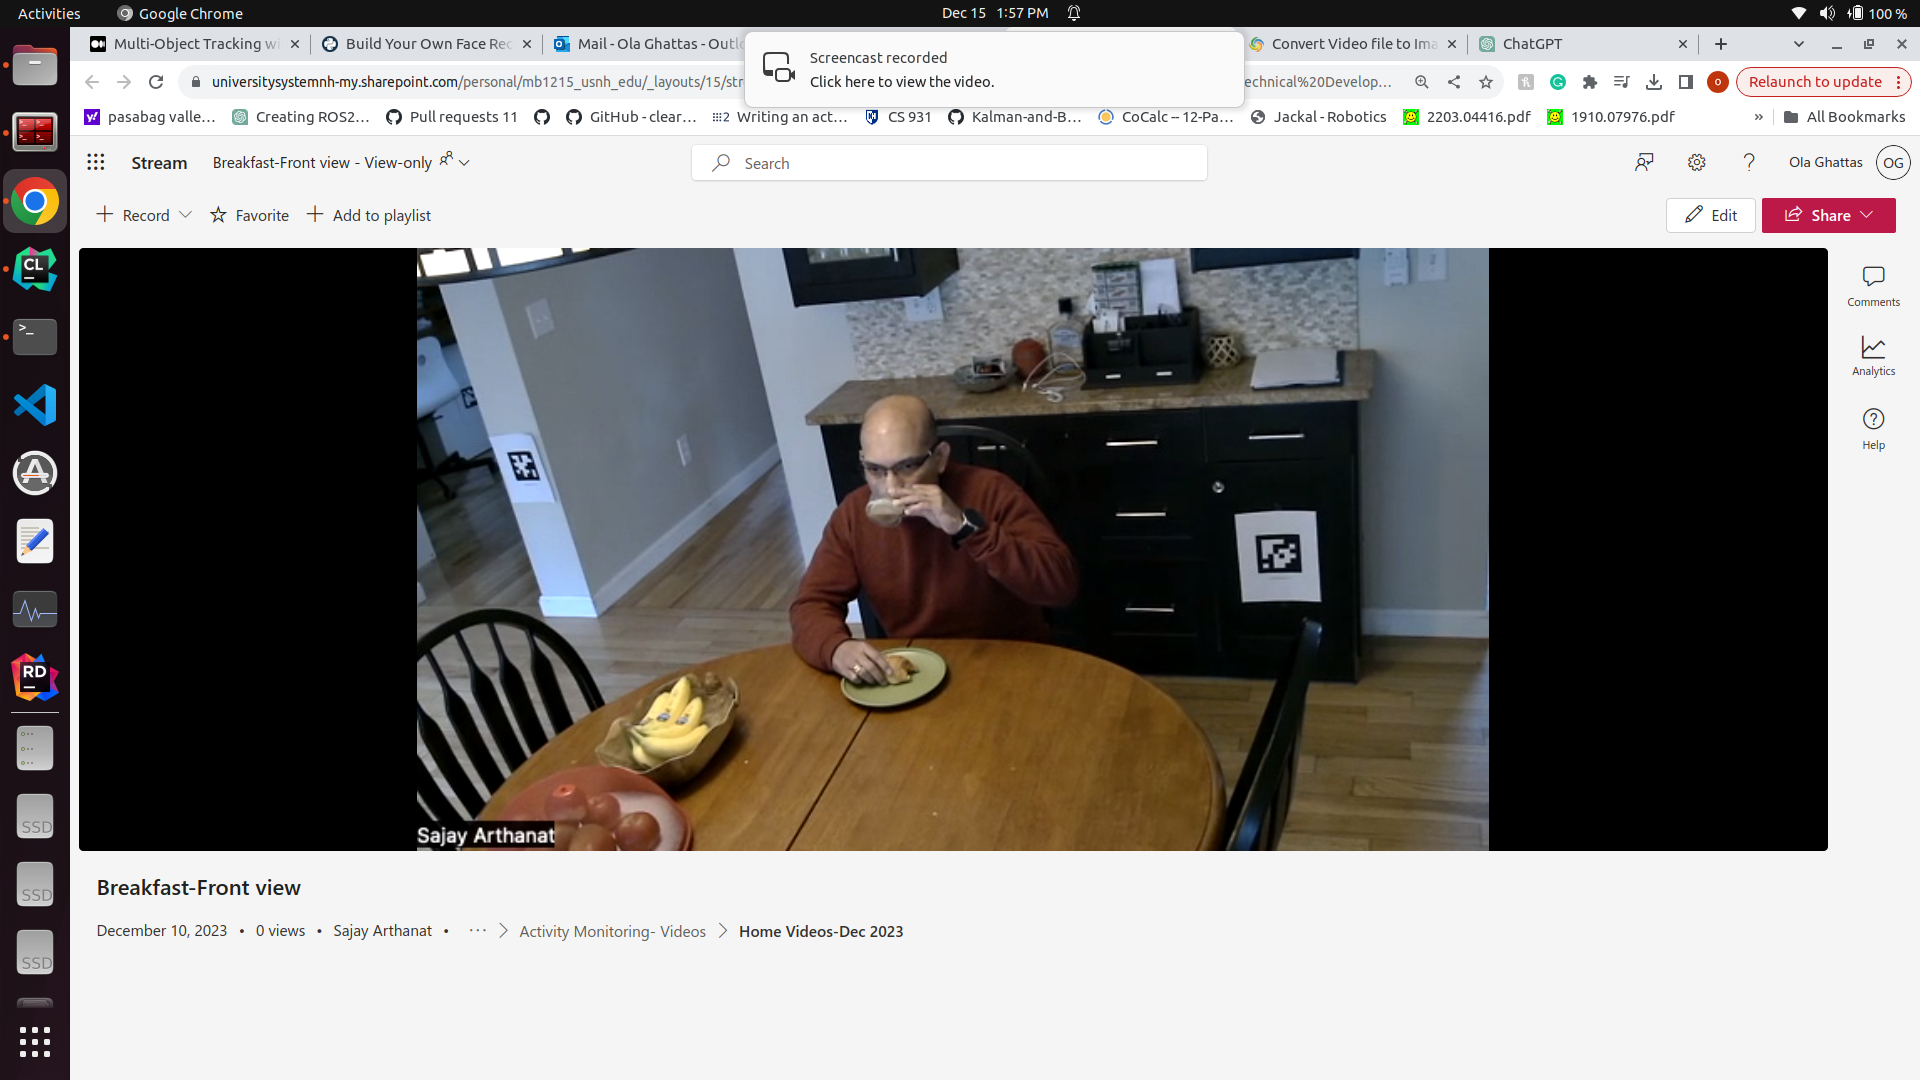 Activities
Google Chrome
Dec 15 1:57 PM
100 %
Multi-Object Tracking wi
Build Your Own Face Rec
Mail - Ola Ghattas - Outlo
Convert Video file to Ima
ChatGPT
Screencast recorded
Click here to view the video.
universitysystemnh-my.sharepoint.com/personal/mb1215_usnh_edu/_layouts/15/str
echnical%20Develop...
Relaunch to update
pasabag valle...
Creating ROS2...
Pull requests 11
GitHub - clear...
Writing an act...
CS 931
Kalman-and-B...
CoCalc -- 12-Pa...
Jackal - Robotics
2203.04416.pdf
1910.07976.pdf
»
All Bookmarks
Stream
Breakfast-Front view - View-only
Search
Ola Ghattas
OG
Record
Favorite
Add to playlist
Edit
Share
Comments
Analytics
Help
CL
RD
SSD
SSD
SSD
Sajay Arthanat
Breakfast-Front view
December 10, 2023 • 0 views • Sajay Arthanat • ··· > Activity Monitoring- Videos > Home Videos-Dec 2023